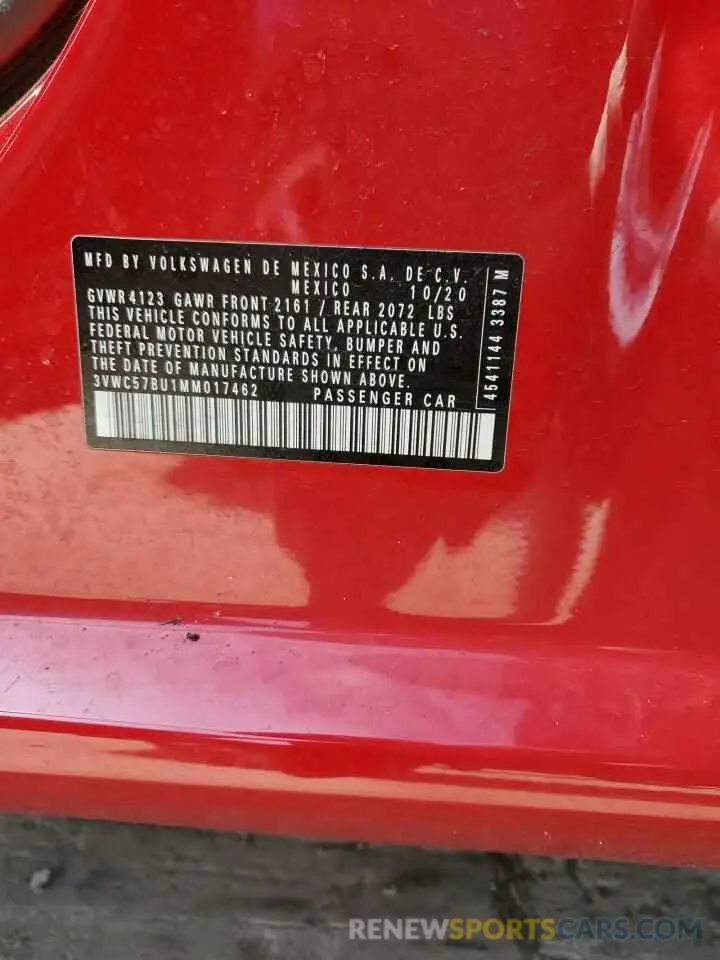 MFD BY VOLKSWAGEN DE MEXICO S.A. DE C.V.
MEXICO 10/20
GVWR 4123 GAWR FRONT 2161 / REAR 2072 LBS
THIS VEHICLE CONFORMS TO ALL APPLICABLE U.S.
FEDERAL MOTOR VEHICLE SAFETY, BUMPER AND
THEFT PREVENTION STANDARDS IN EFFECT ON
THE DATE OF MANUFACTURE SHOWN ABOVE.
3VWC57BU1MM017462 PASSENGER CAR
4541144 3387 M
RENEWSPORTSCARS.COM